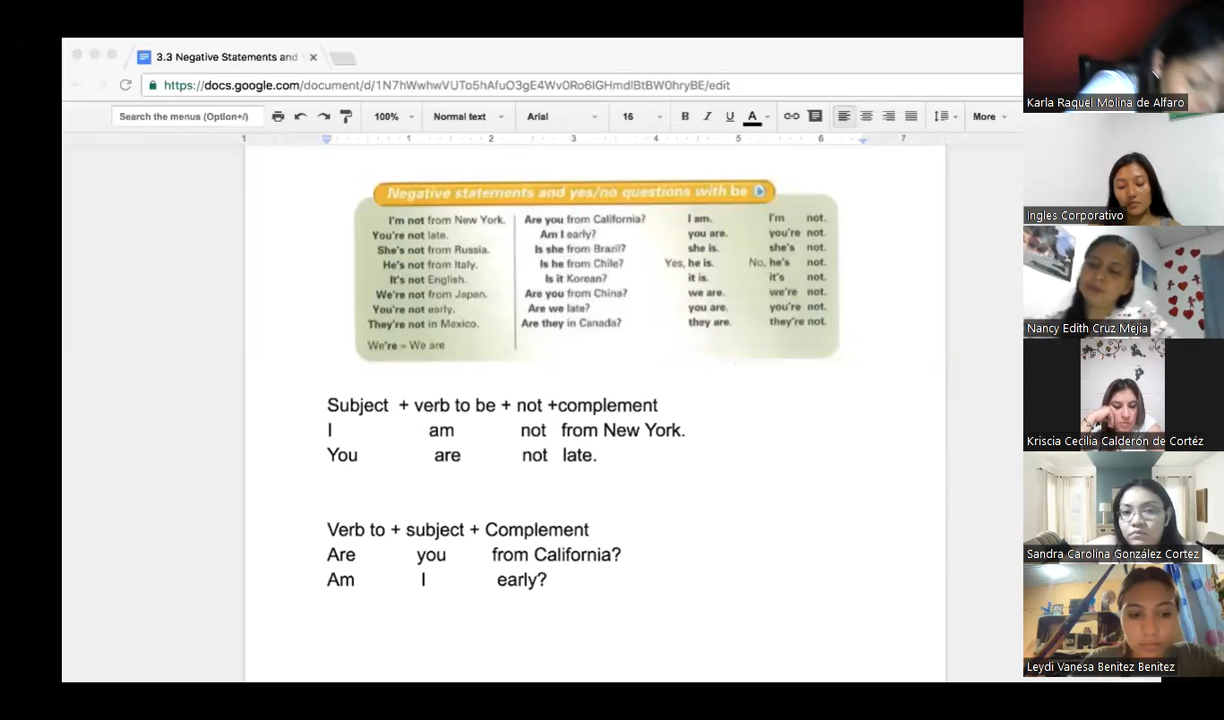 3.3 Negative Statements and
https://docs.google.com/document/d/1N7hWwhwVUTo5hAfuO3gE4Wv0Ro6IGHmdlBtBW0hryBE/edit
Search the menus (Option+/)
100%
Normal text
Arial
16
B I U A
More
1 1 2 3 4 5 6 7
Negative statements and yes/no questions with be
I'm not from New York. Are you from California? I am. I'm not.
You're not late. Am I early? you are. you're not.
She's not from Russia. Is she from Brazil? she is. she's not.
He's not from Italy. Is he from Chile? Yes, he is. No, he's not.
It's not English. Is it Korean? it is. it's not.
We're not from Japan. Are you from China? we are. we're not.
You're not early. Are we late? you are. you're not.
They're not in Mexico. Are they in Canada? they are. they're not.
We're = We are
Subject + verb to be + not +complement
I am not from New York.
You are not late.
Verb to + subject + Complement
Are you from California?
Am I early?
Karla Raquel Molina de Alfaro
Ingles Corporativo
Nancy Edith Cruz Mejia
Kriscia Cecilia Calderón de Cortéz
Sandra Carolina González Cortez
Leydi Vanesa Benitez Benitez